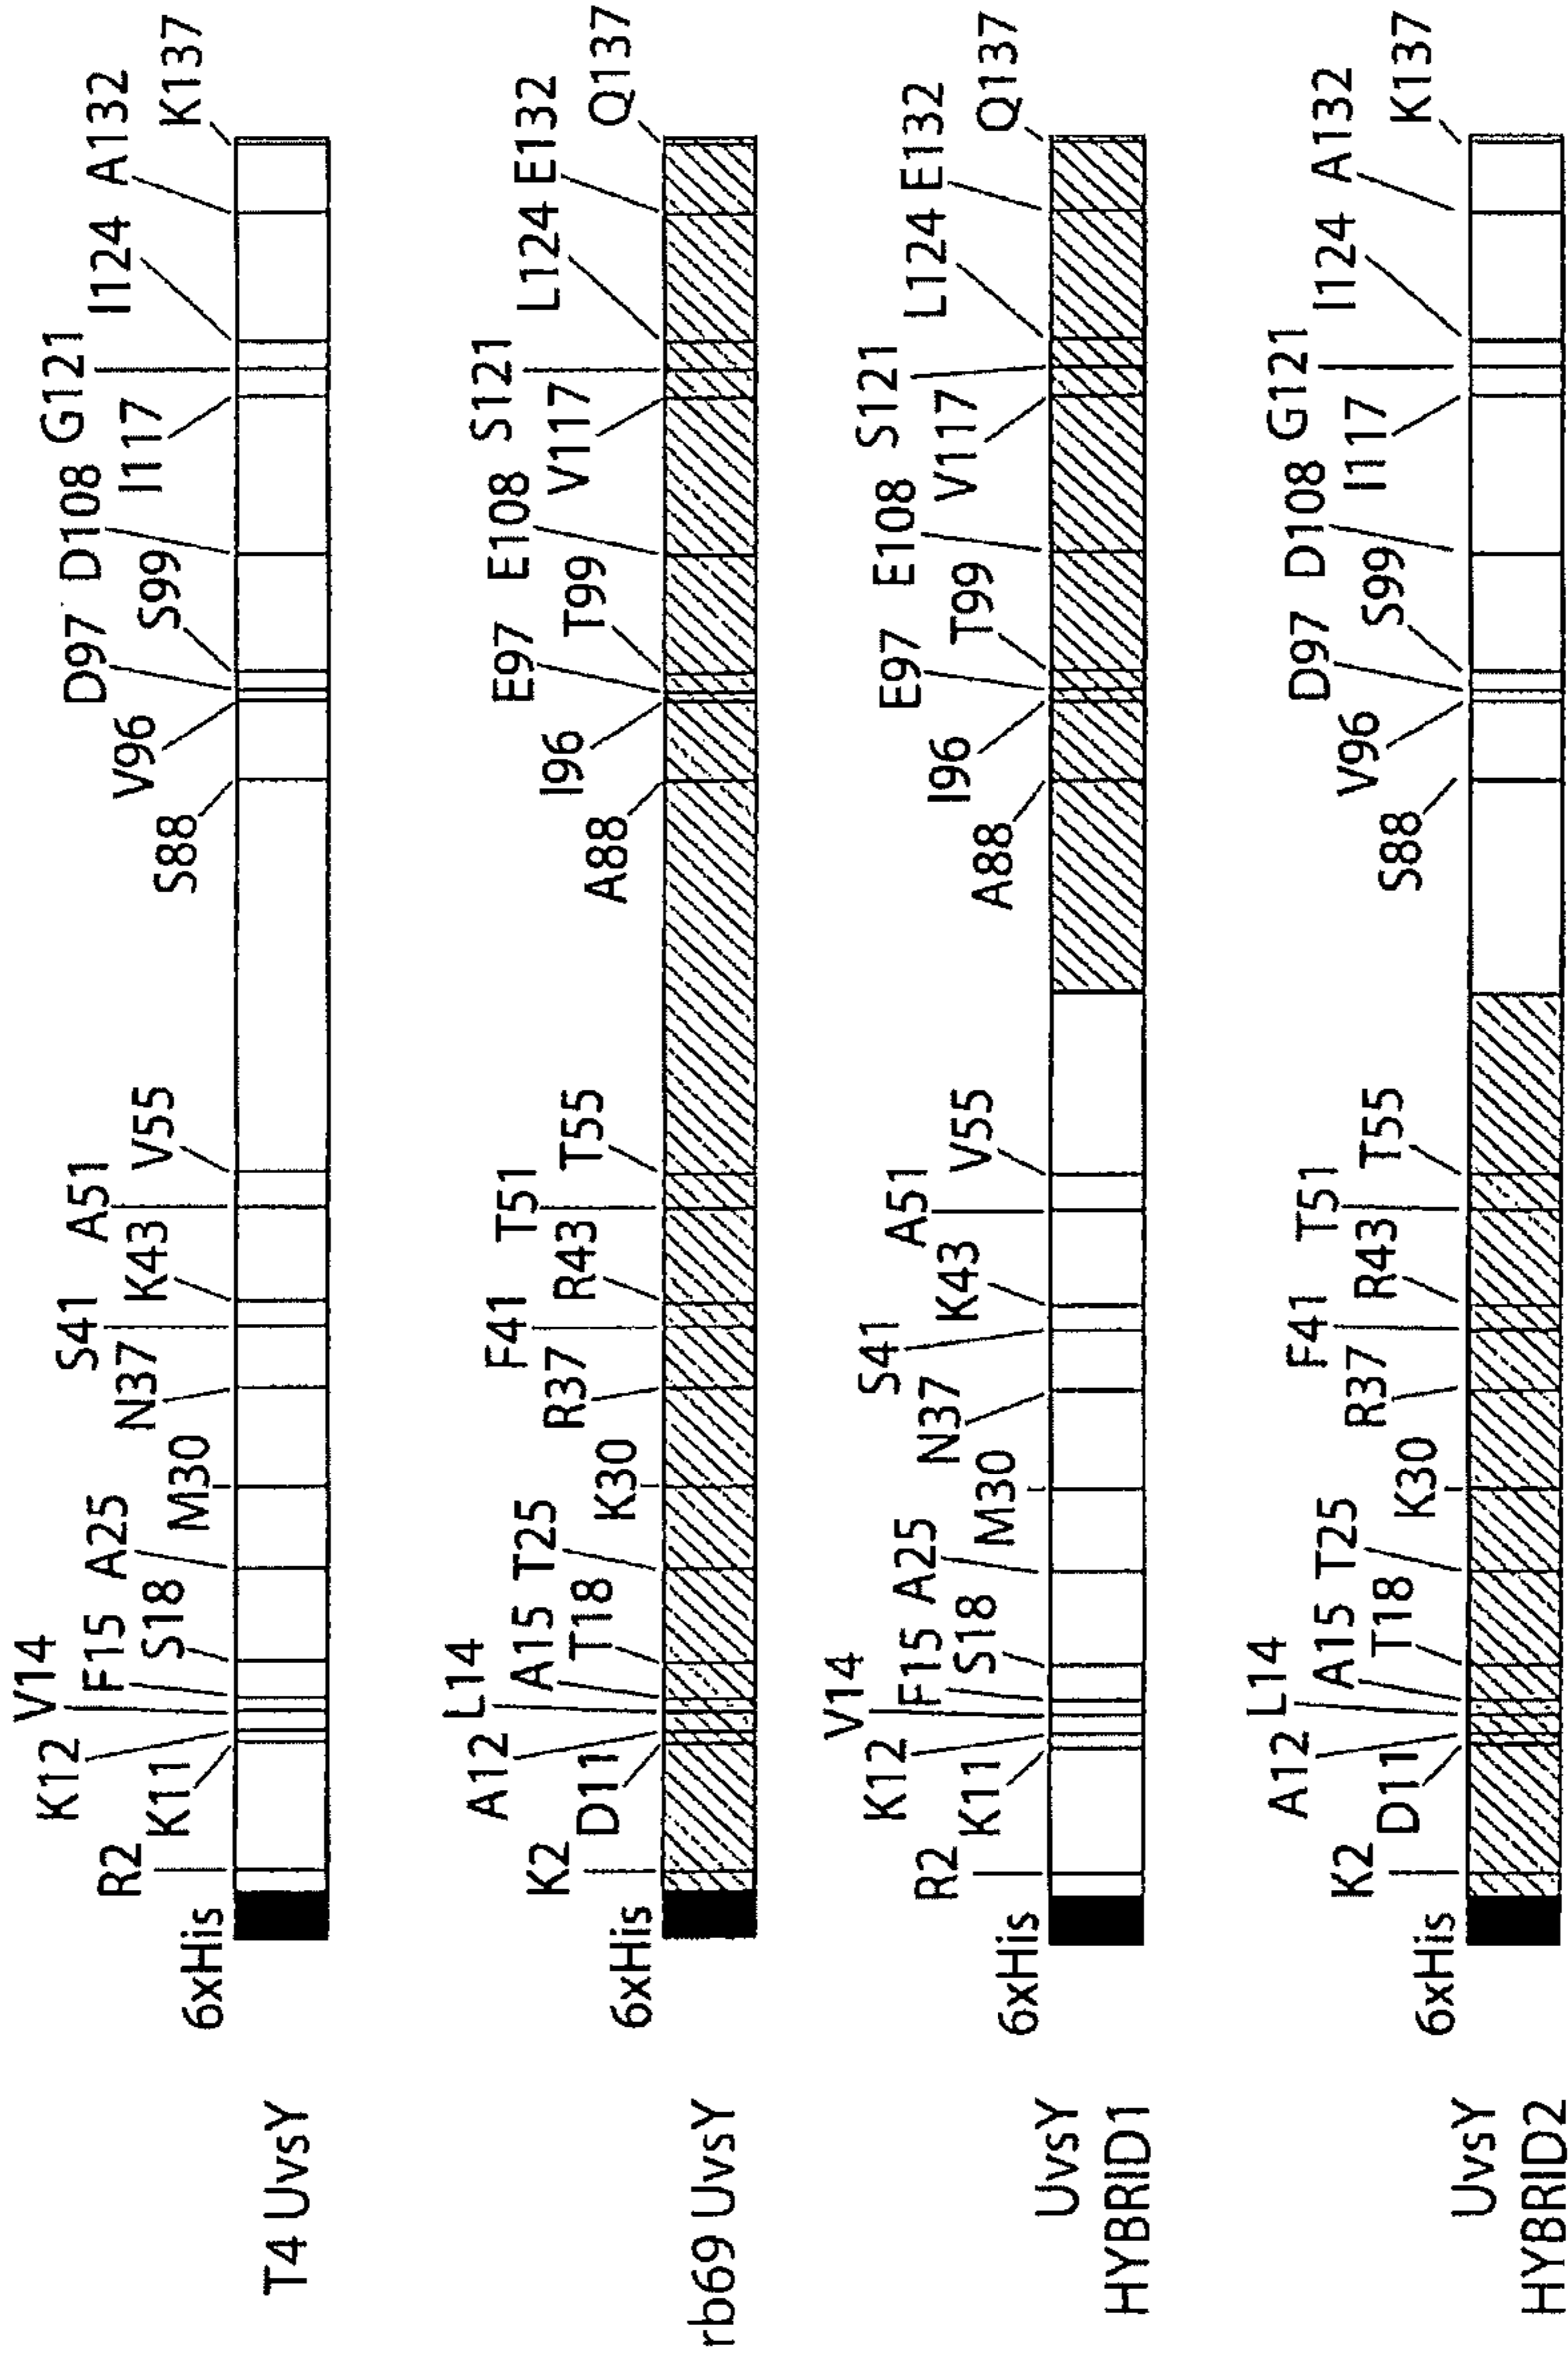 T4 UvsY
6xHis
R2
K11
K12
V14
F15
S18
A25
M30
N37
S41
K43
A51
V55
S88
V96
D97
S99
D108
I117
G121
I124
A132
K137
rb69 UvsY
6xHis
K2
D11
A12
L14
A15
T18
T25
K30
R37
F41
R43
T51
T55
A88
I96
E97
T99
E108
V117
S121
L124
E132
Q137
UvsY
HYBRID1
6xHis
R2
K11
K12
V14
F15
S18
A25
M30
N37
S41
K43
A51
V55
A88
I96
E97
T99
E108
V117
S121
L124
E132
Q137
UvsY
HYBRID2
6xHis
K2
D11
A12
L14
A15
T18
T25
K30
R37
F41
R43
T51
T55
S88
V96
D97
S99
D108
I117
G121
I124
A132
K137